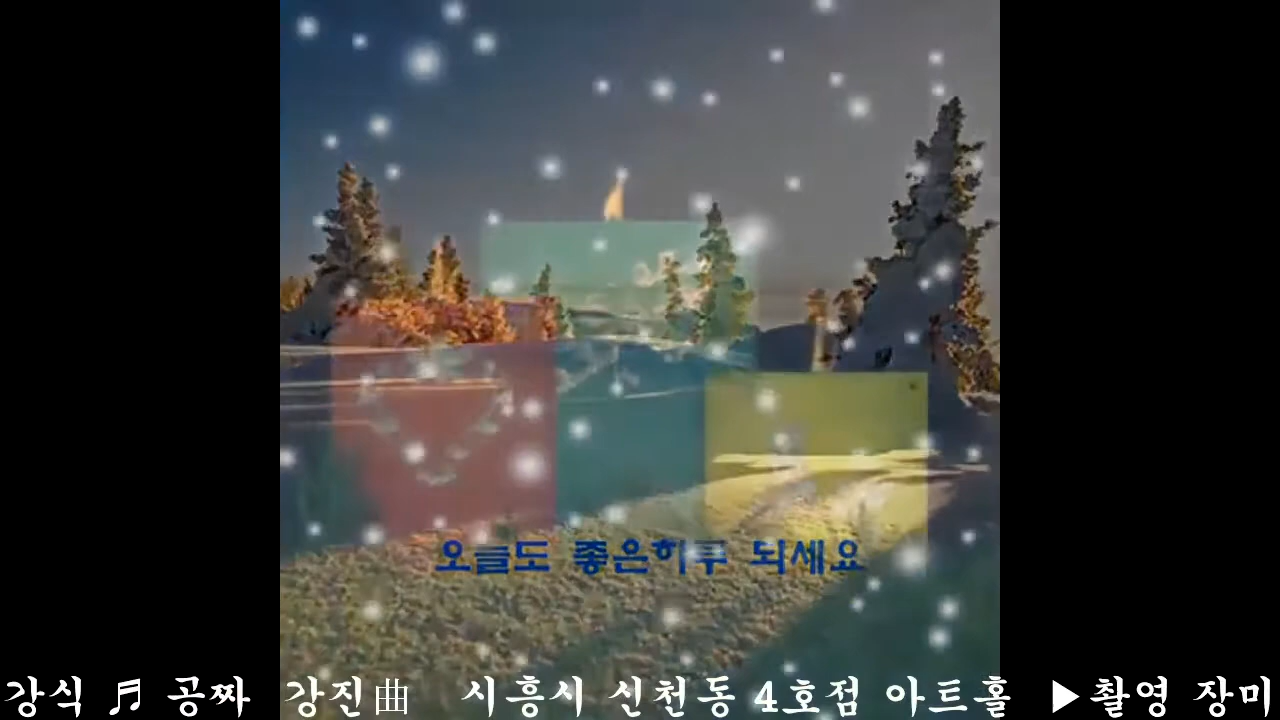 오늘도 좋은하루 되세요
강식 ♬ 공짜 강진曲 시흥시 신천동 4호점 아트홀 ▶촬영 장미